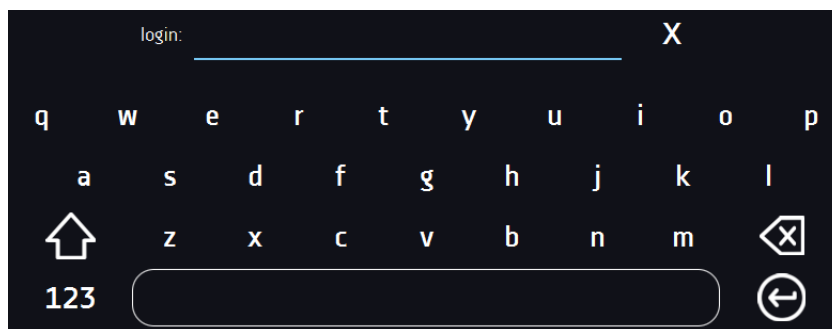 login: X
q w e r t y u i o p
a s d f g h j k l
z x c v b n m
123